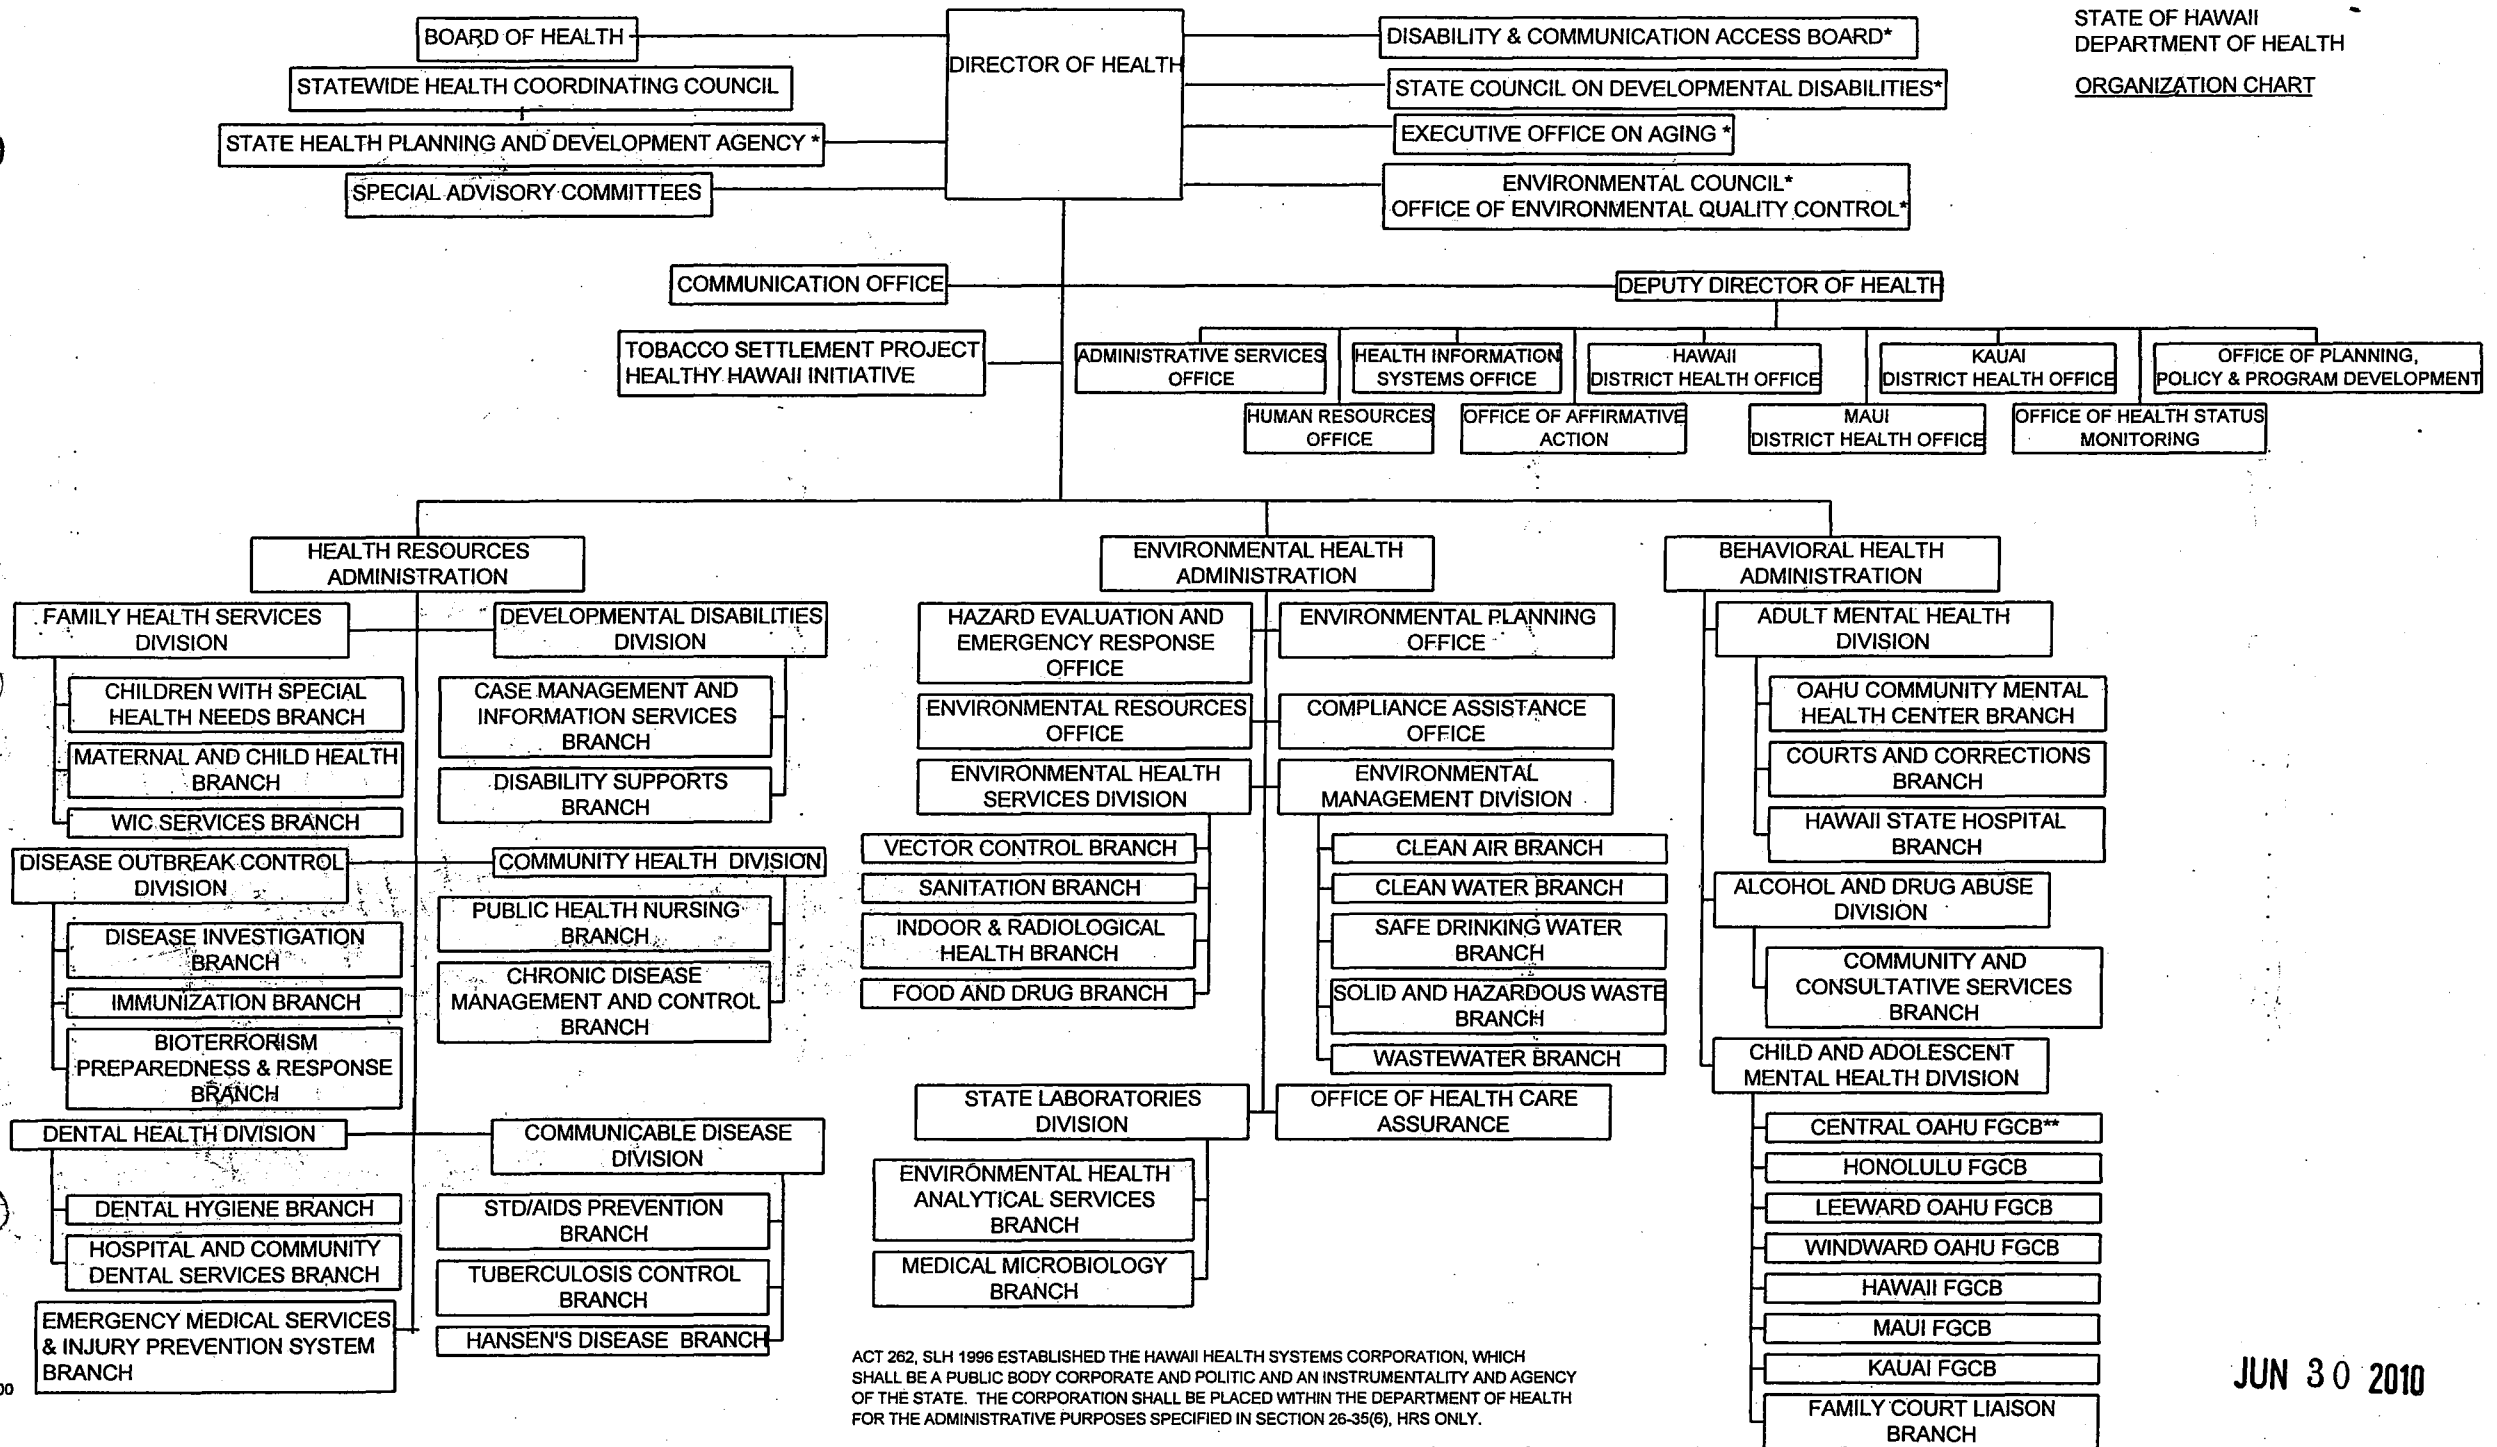 STATE OF HAWAII
DEPARTMENT OF HEALTH
ORGANIZATION CHART
BOARD OF HEALTH
STATEWIDE HEALTH COORDINATING COUNCIL
STATE HEALTH PLANNING AND DEVELOPMENT AGENCY *
SPECIAL ADVISORY COMMITTEES
DIRECTOR OF HEALTH
DISABILITY & COMMUNICATION ACCESS BOARD*
STATE COUNCIL ON DEVELOPMENTAL DISABILITIES*
EXECUTIVE OFFICE ON AGING *
ENVIRONMENTAL COUNCIL*
OFFICE OF ENVIRONMENTAL QUALITY CONTROL*
COMMUNICATION OFFICE
DEPUTY DIRECTOR OF HEALTH
TOBACCO SETTLEMENT PROJECT
HEALTHY HAWAII INITIATIVE
ADMINISTRATIVE SERVICES
OFFICE
HEALTH INFORMATION
SYSTEMS OFFICE
HAWAII
DISTRICT HEALTH OFFICE
KAUAI
DISTRICT HEALTH OFFICE
OFFICE OF PLANNING,
POLICY & PROGRAM DEVELOPMENT
HUMAN RESOURCES
OFFICE
OFFICE OF AFFIRMATIVE
ACTION
MAUI
DISTRICT HEALTH OFFICE
OFFICE OF HEALTH STATUS
MONITORING
HEALTH RESOURCES
ADMINISTRATION
FAMILY HEALTH SERVICES
DIVISION
CHILDREN WITH SPECIAL
HEALTH NEEDS BRANCH
MATERNAL AND CHILD HEALTH
BRANCH
WIC SERVICES BRANCH
DEVELOPMENTAL DISABILITIES
DIVISION
CASE MANAGEMENT AND
INFORMATION SERVICES
BRANCH
DISABILITY SUPPORTS
BRANCH
DISEASE OUTBREAK CONTROL
DIVISION
DISEASE INVESTIGATION
BRANCH
IMMUNIZATION BRANCH
BIOTERRORISM
PREPAREDNESS & RESPONSE
BRANCH
COMMUNITY HEALTH DIVISION
PUBLIC HEALTH NURSING
BRANCH
CHRONIC DISEASE
MANAGEMENT AND CONTROL
BRANCH
DENTAL HEALTH DIVISION
DENTAL HYGIENE BRANCH
HOSPITAL AND COMMUNITY
DENTAL SERVICES BRANCH
COMMUNICABLE DISEASE
DIVISION
STD/AIDS PREVENTION
BRANCH
TUBERCULOSIS CONTROL
BRANCH
HANSEN'S DISEASE BRANCH
EMERGENCY MEDICAL SERVICES
& INJURY PREVENTION SYSTEM
BRANCH
ENVIRONMENTAL HEALTH
ADMINISTRATION
HAZARD EVALUATION AND
EMERGENCY RESPONSE
OFFICE
ENVIRONMENTAL PLANNING
OFFICE
ENVIRONMENTAL RESOURCES
OFFICE
COMPLIANCE ASSISTANCE
OFFICE
ENVIRONMENTAL HEALTH
SERVICES DIVISION
VECTOR CONTROL BRANCH
SANITATION BRANCH
INDOOR & RADIOLOGICAL
HEALTH BRANCH
FOOD AND DRUG BRANCH
ENVIRONMENTAL
MANAGEMENT DIVISION
CLEAN AIR BRANCH
CLEAN WATER BRANCH
SAFE DRINKING WATER
BRANCH
SOLID AND HAZARDOUS WASTE
BRANCH
WASTEWATER BRANCH
STATE LABORATORIES
DIVISION
ENVIRONMENTAL HEALTH
ANALYTICAL SERVICES
BRANCH
MEDICAL MICROBIOLOGY
BRANCH
OFFICE OF HEALTH CARE
ASSURANCE
BEHAVIORAL HEALTH
ADMINISTRATION
ADULT MENTAL HEALTH
DIVISION
OAHU COMMUNITY MENTAL
HEALTH CENTER BRANCH
COURTS AND CORRECTIONS
BRANCH
HAWAII STATE HOSPITAL
BRANCH
ALCOHOL AND DRUG ABUSE
DIVISION
COMMUNITY AND
CONSULTATIVE SERVICES
BRANCH
CHILD AND ADOLESCENT
MENTAL HEALTH DIVISION
CENTRAL OAHU FGCB**
HONOLULU FGCB
LEEWARD OAHU FGCB
WINDWARD OAHU FGCB
HAWAII FGCB
MAUI FGCB
KAUAI FGCB
FAMILY COURT LIAISON
BRANCH
ACT 262, SLH 1996 ESTABLISHED THE HAWAII HEALTH SYSTEMS CORPORATION, WHICH
SHALL BE A PUBLIC BODY CORPORATE AND POLITIC AND AN INSTRUMENTALITY AND AGENCY
OF THE STATE. THE CORPORATION SHALL BE PLACED WITHIN THE DEPARTMENT OF HEALTH
FOR THE ADMINISTRATIVE PURPOSES SPECIFIED IN SECTION 26-35(6), HRS ONLY.
JUN 30 2010